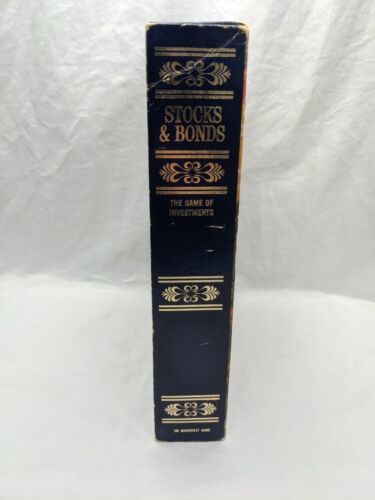 STOCKS
& BONDS
THE GAME OF
INVESTMENTS
3M BOOKSHELF GAME